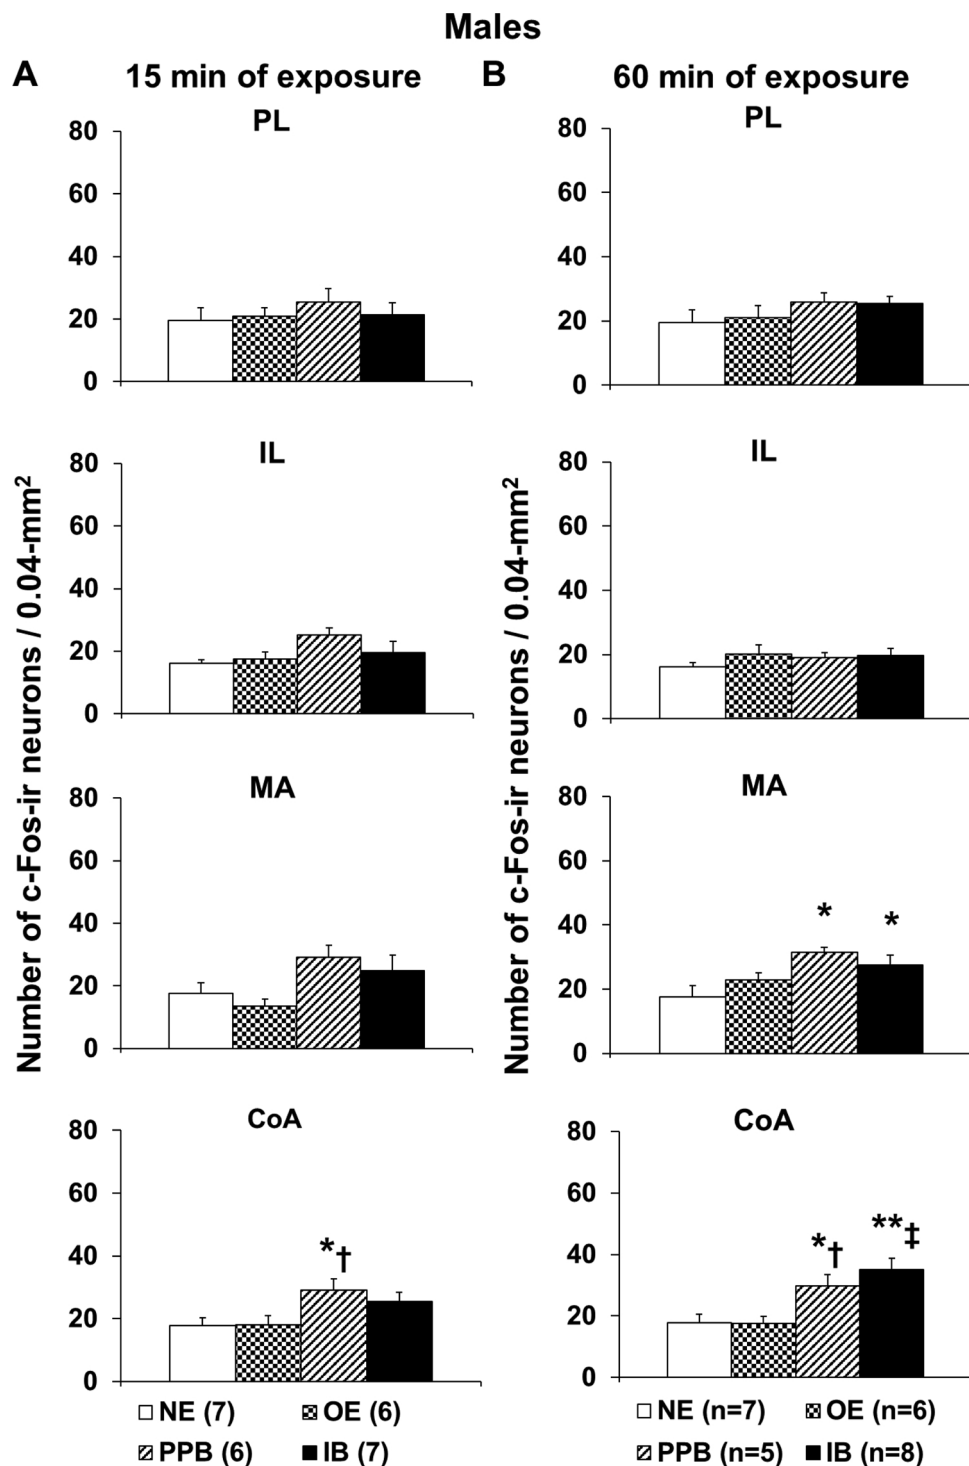 Males
A 15 min of exposure B 60 min of exposure
PL
80
60
40
20
0
PL
80
60
40
20
0
IL
80
60
40
20
0
IL
80
60
40
20
0
Number of c-Fos-ir neurons / 0.04-mm²
Number of c-Fos-ir neurons / 0.04-mm²
MA
80
60
40
20
0
MA
80
60
40
20
0
* *
CoA
80
60
40
20
0
*†
CoA
80
60
40
20
0
*† **‡
NE (7) OE (6)
PPB (6) IB (7)
NE (n=7) OE (n=6)
PPB (n=5) IB (n=8)